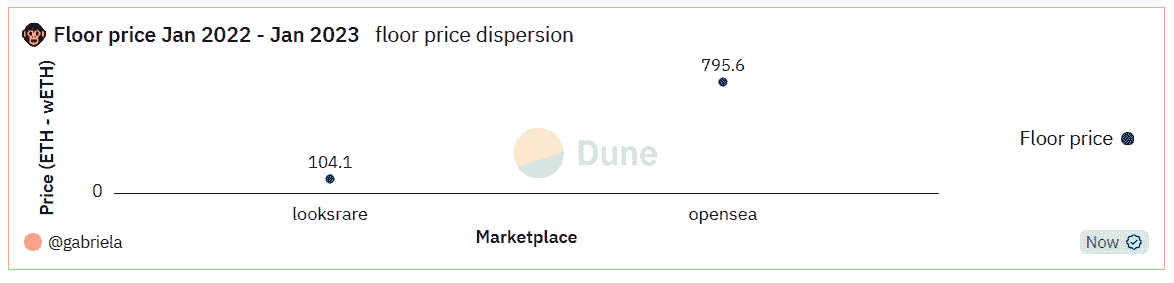 Floor price Jan 2022 - Jan 2023 floor price dispersion
Price (ETH - wETH)
795.6
104.1
0
Dune
Floor price
looksrare opensea
Marketplace
@gabriela
Now